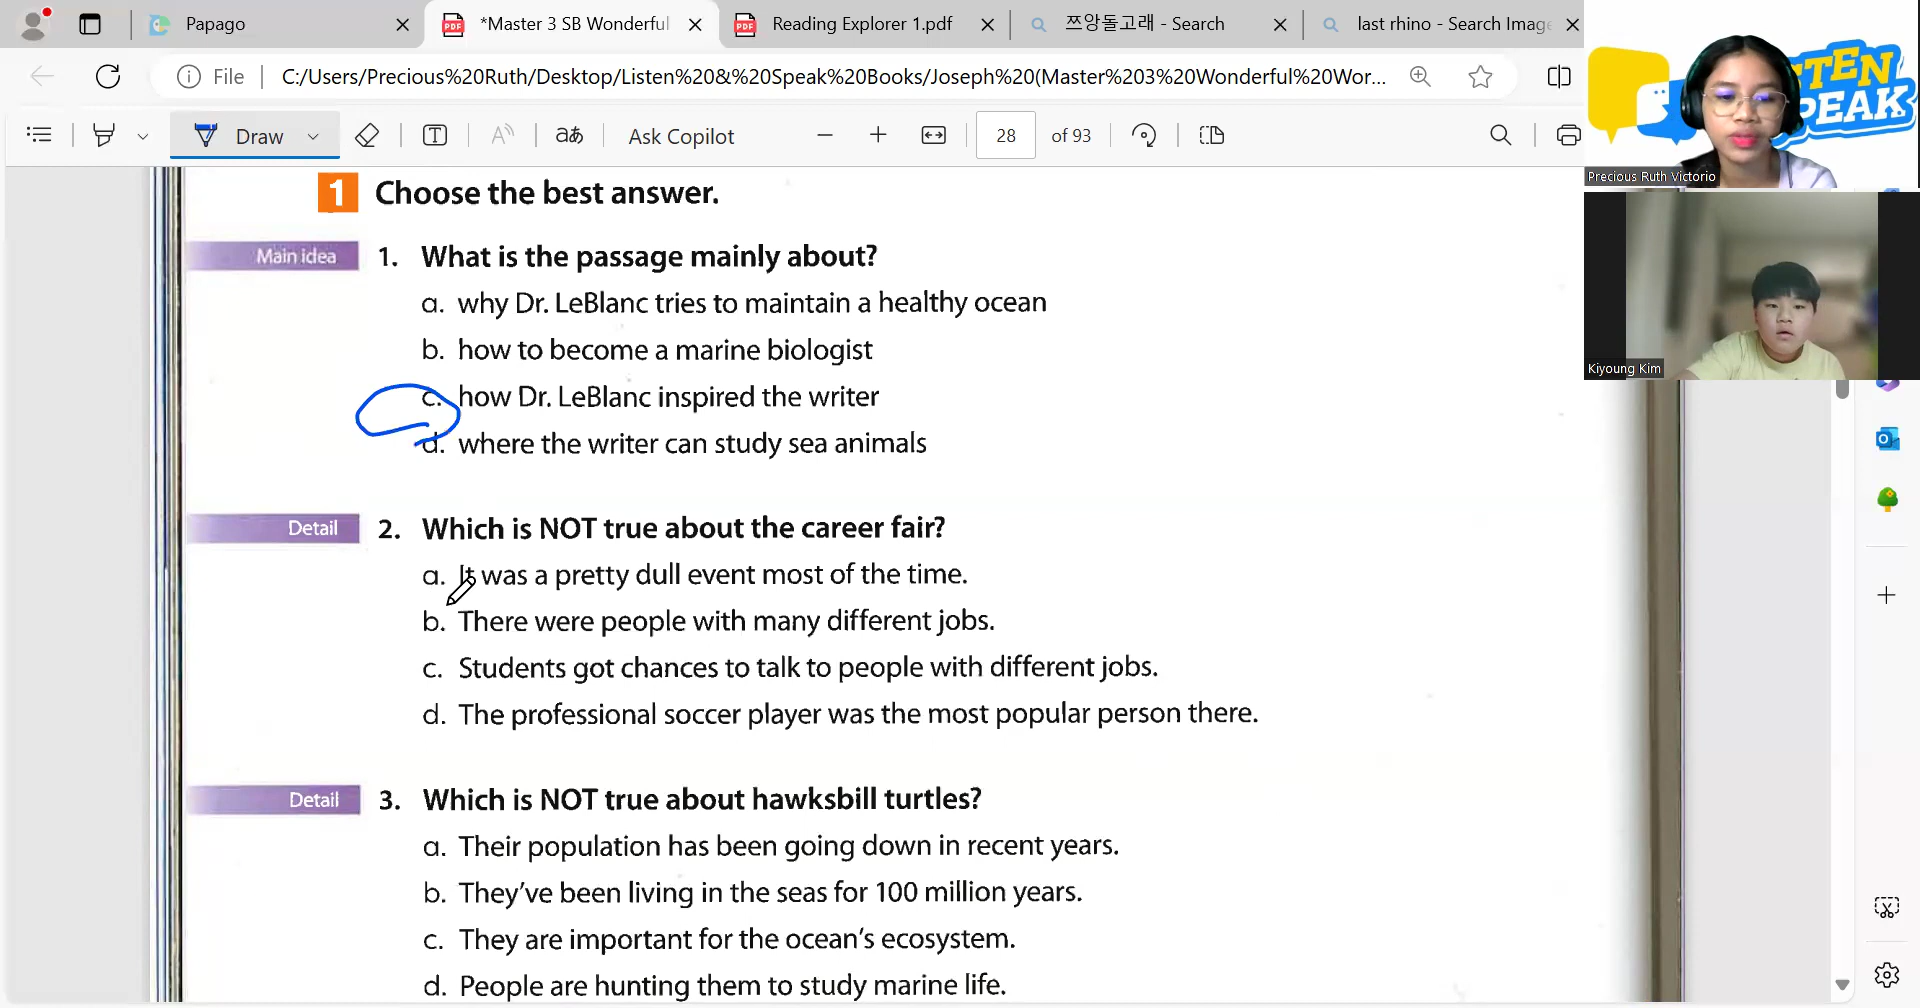 Papago
*Master 3 SB Wonderful
Reading Explorer 1.pdf
쯔앙돌고래 - Search
last rhino - Search Image
File
C:/Users/Precious%20Ruth/Desktop/Listen%20&%20Speak%20Books/Joseph%20(Master%203%20Wonderful%20Wor...
Draw
Ask Copilot
28
of 93
TEN
PEAK
Precious Ruth Victorio
Kiyoung Kim
1 Choose the best answer.
Main idea
1. What is the passage mainly about?
a. why Dr. LeBlanc tries to maintain a healthy ocean
b. how to become a marine biologist
c. how Dr. LeBlanc inspired the writer
d. where the writer can study sea animals
Detail
2. Which is NOT true about the career fair?
a. It was a pretty dull event most of the time.
b. There were people with many different jobs.
c. Students got chances to talk to people with different jobs.
d. The professional soccer player was the most popular person there.
Detail
3. Which is NOT true about hawksbill turtles?
a. Their population has been going down in recent years.
b. They've been living in the seas for 100 million years.
c. They are important for the ocean's ecosystem.
d. People are hunting them to study marine life.